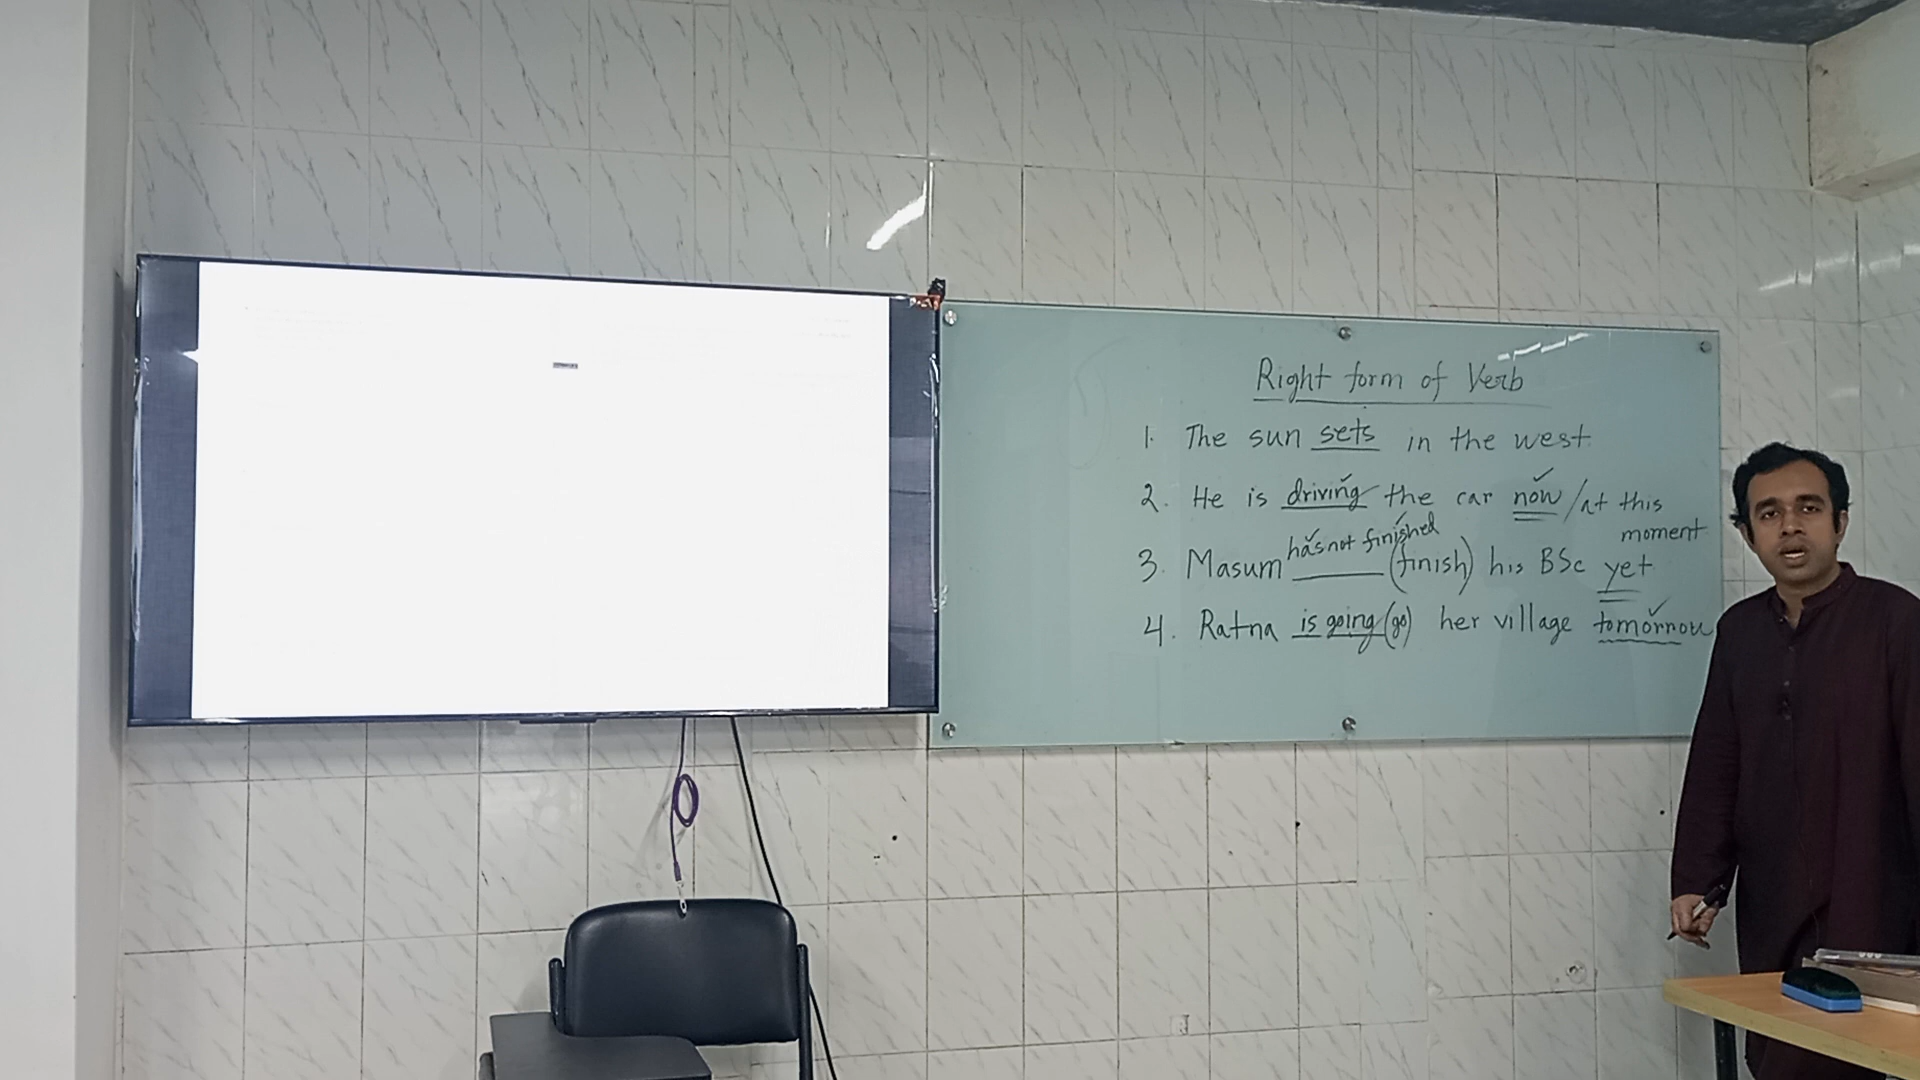 Right form of Verb
1. The sun sets in the west.
2. He is driving the car now / at this moment
3. Masum has not finished (finish) his BSc yet
4. Ratna is going (go) her village tomorrow